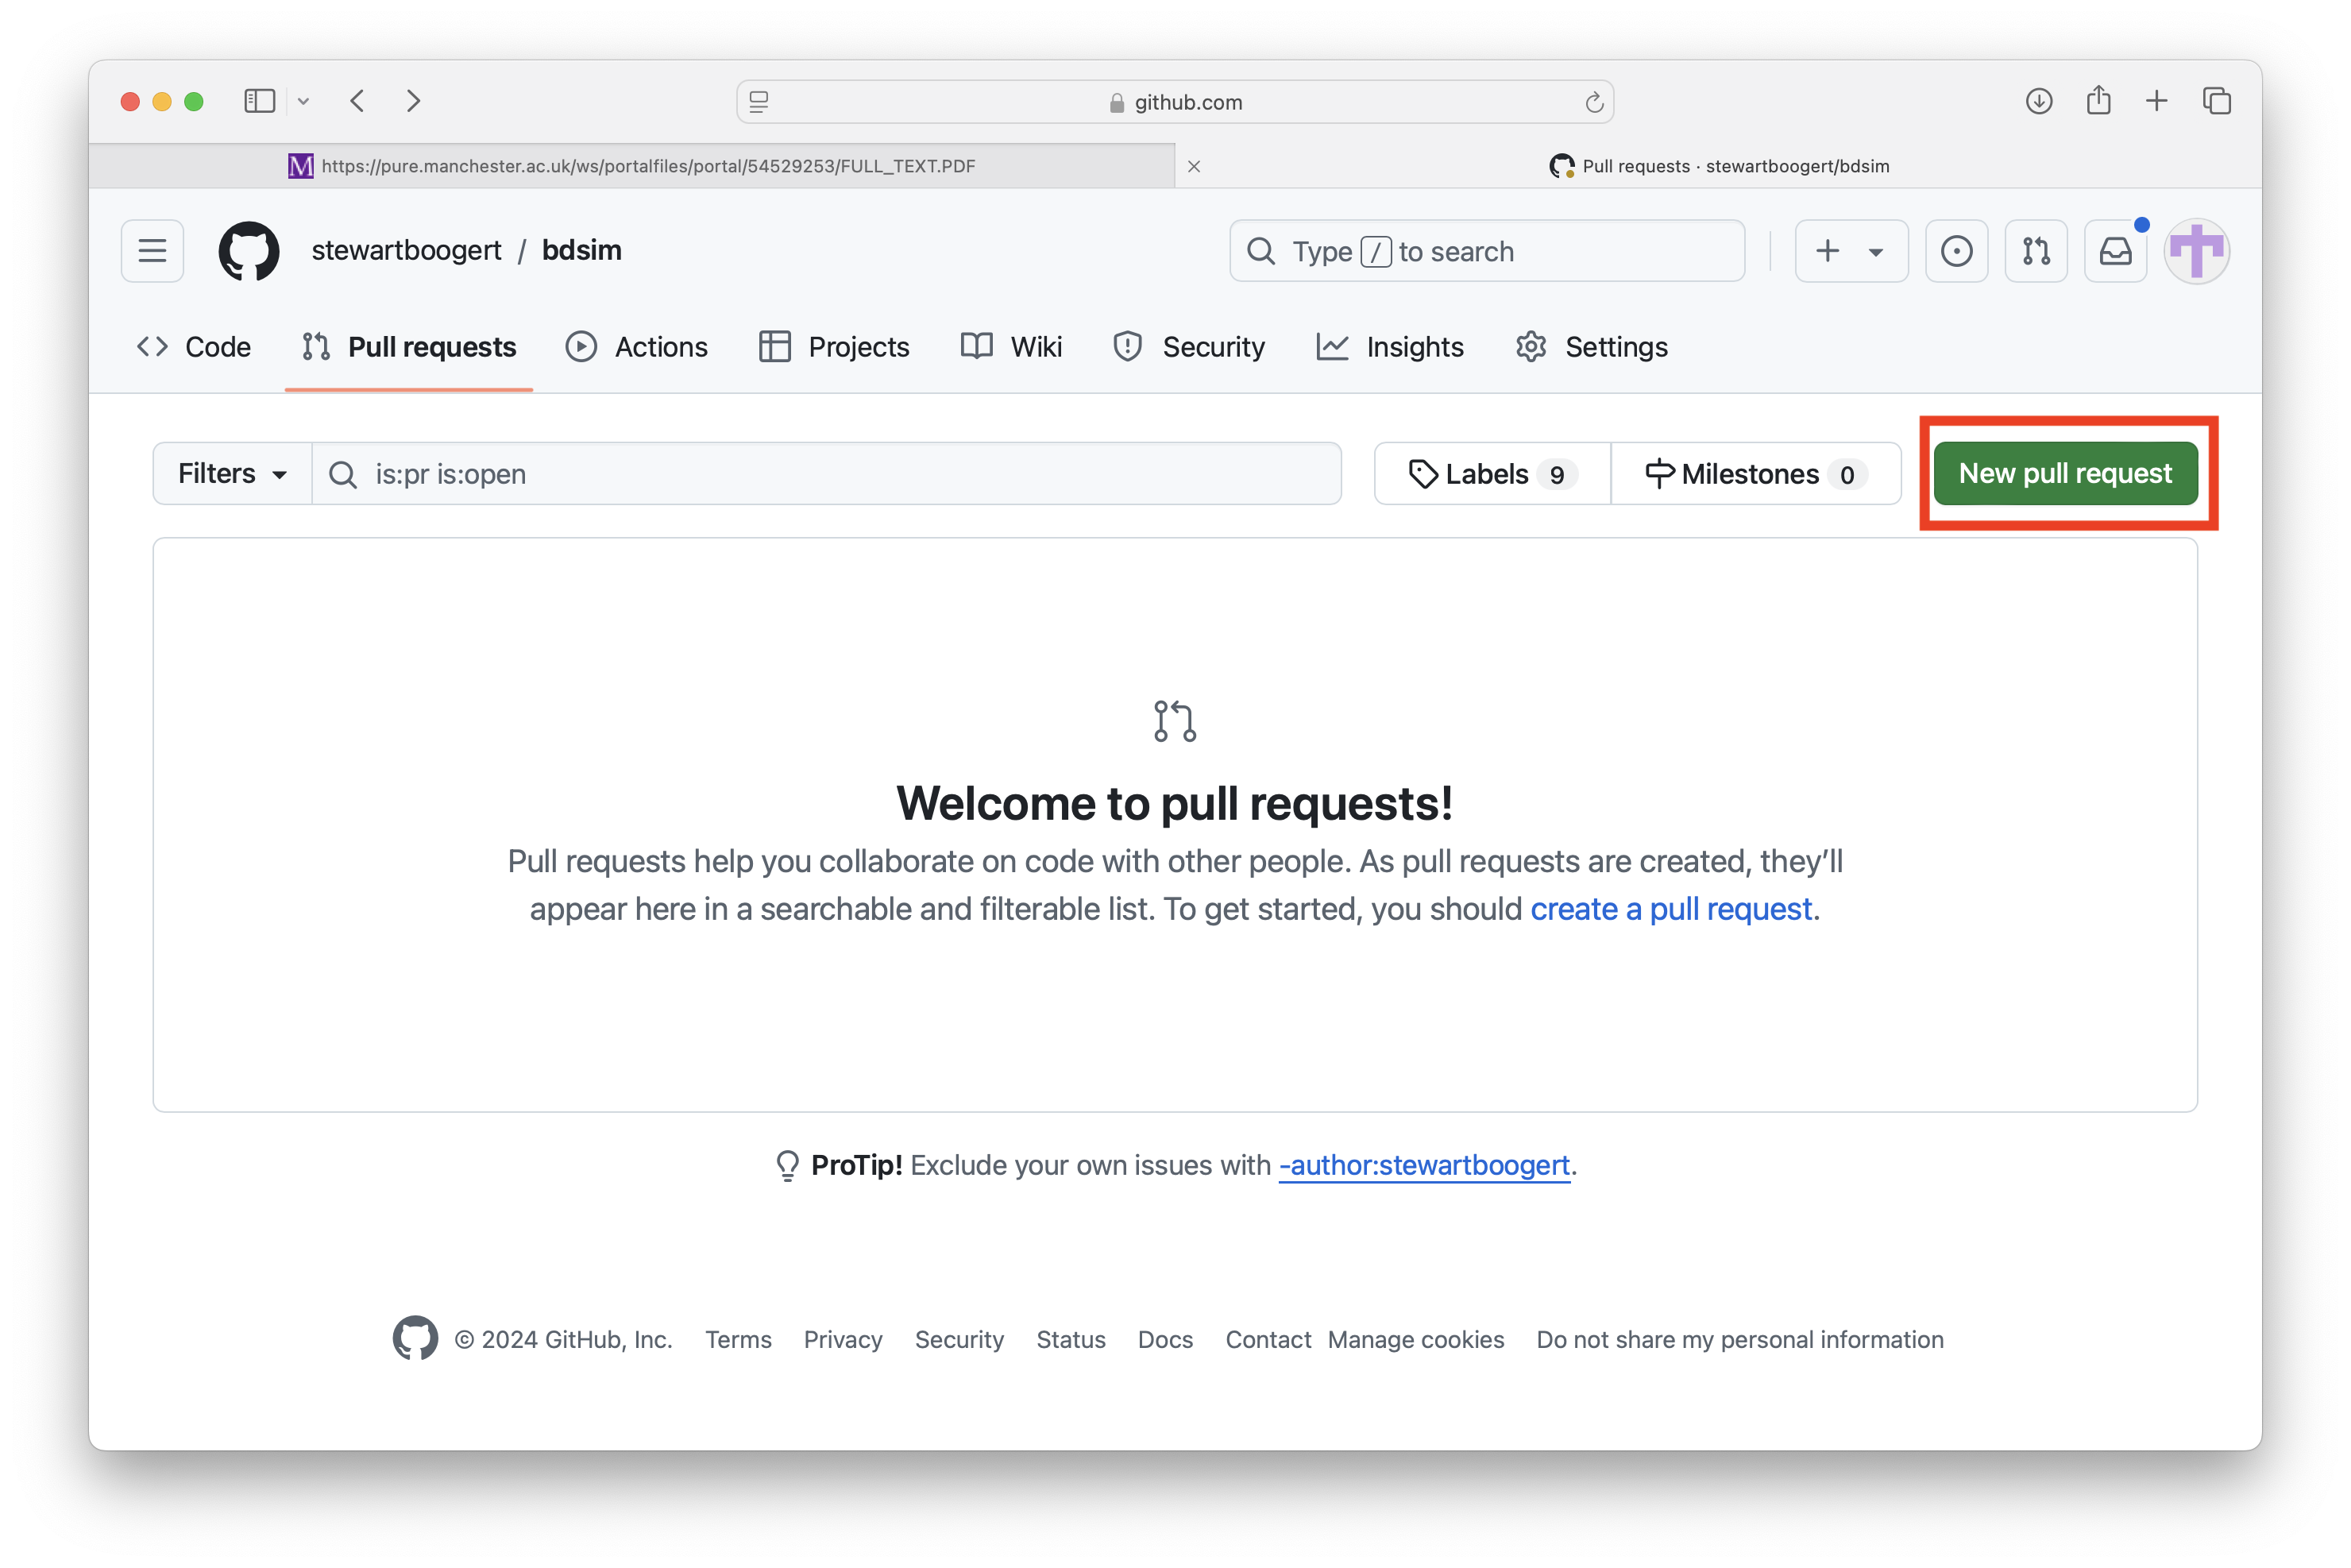 github.com
M https://pure.manchester.ac.uk/ws/portalfiles/portal/54529253/FULL_TEXT.PDF
Pull requests · stewartboogert/bdsim
stewartboogert / bdsim
Type / to search
Code Pull requests Actions Projects Wiki Security Insights Settings
Filters is:pr is:open Labels 9 Milestones 0 New pull request
Welcome to pull requests!
Pull requests help you collaborate on code with other people. As pull requests are created, they’ll
appear here in a searchable and filterable list. To get started, you should create a pull request.
ProTip! Exclude your own issues with -author:stewartboogert.
© 2024 GitHub, Inc. Terms Privacy Security Status Docs Contact Manage cookies Do not share my personal information